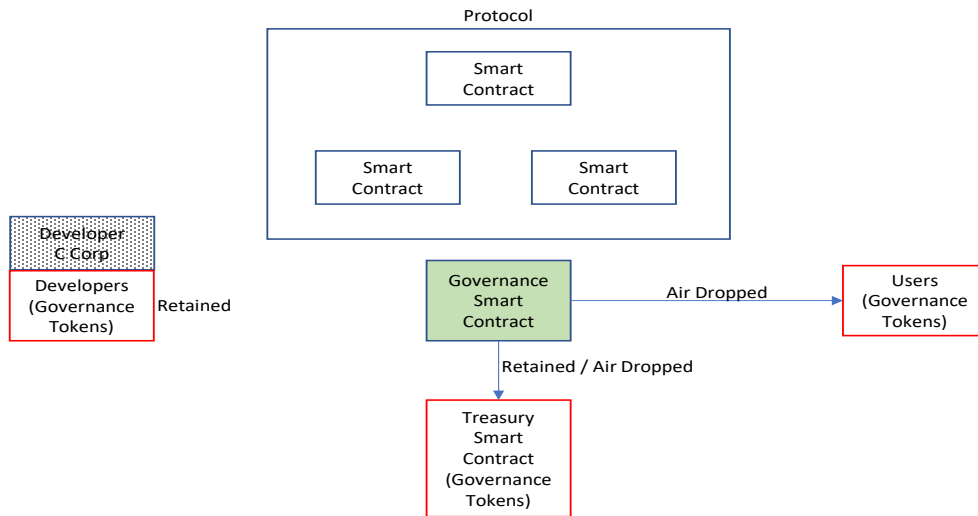 Protocol
Smart
Contract
Smart
Contract
Smart
Contract
Developer
C Corp
Developers
(Governance
Tokens)
Retained
Governance
Smart
Contract
Air Dropped
Users
(Governance
Tokens)
Retained / Air Dropped
Treasury
Smart
Contract
(Governance
Tokens)